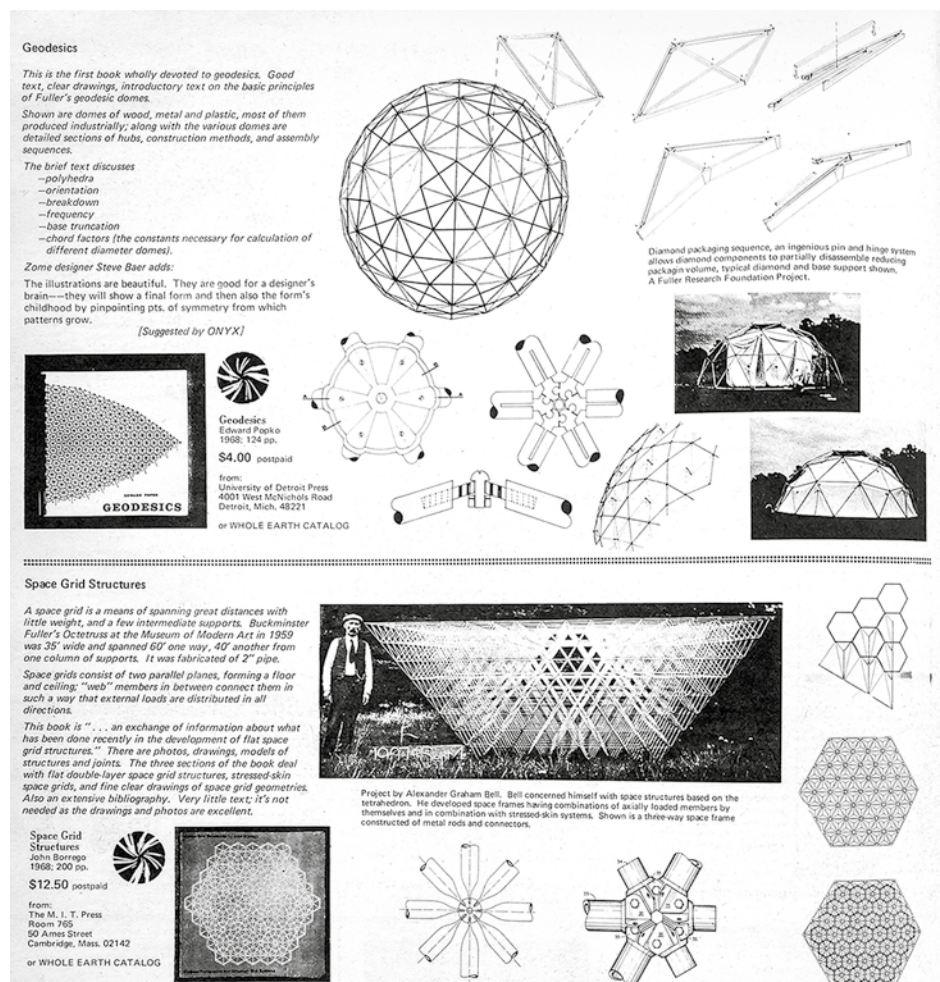 Geodesics
This is the first book wholly devoted to geodesics. Good
text, clear drawings, introductory text on the basic principles
of Fuller's geodesic domes.
Shown are domes of wood, metal and plastic, most of them
produced industrially; along with the various domes are
detailed sections of hubs, construction methods, and assembly
sequences.
The brief text discusses
—polyhedra
—orientation
—breakdown
—frequency
—base truncation
—chord factors (the constants necessary for calculation of
different diameter domes).
Zome designer Steve Baer adds:
The illustrations are beautiful. They are good for a designer's
brain——they will show a final form and then also the form's
childhood by pinpointing pts. of symmetry from which
patterns grow.
[Suggested by ONYX]
Diamond packaging sequence, an ingenious pin and hinge system
allows diamond components to partially disassemble reducing
packagin volume, typical diamond and base support shown.
A Fuller Research Foundation Project.
EDWARD POPKO
GEODESICS
Geodesics
Edward Popko
1968; 124 pp.
$4.00 postpaid
from:
University of Detroit Press
4001 West McNichols Road
Detroit, Mich. 48221
or WHOLE EARTH CATALOG
Space Grid Structures
A space grid is a means of spanning great distances with
little weight, and a few intermediate supports. Buckminster
Fuller's Octetruss at the Museum of Modern Art in 1959
was 35' wide and spanned 60' one way, 40' another from
one column of supports. It was fabricated of 2" pipe.
Space grids consist of two parallel planes, forming a floor
and ceiling; "web" members in between connect them in
such a way that external loads are distributed in all
directions.
This book is " . . . an exchange of information about what
has been done recently in the development of flat space
grid structures." There are photos, drawings, models of
structures and joints. The three sections of the book deal
with flat double-layer space grid structures, stressed-skin
space grids, and fine clear drawings of space grid geometries.
Also an extensive bibliography. Very little text; it's not
needed as the drawings and photos are excellent.
Project by Alexander Graham Bell. Bell concerned himself with space structures based on the
tetrahedron. He developed space frames having combinations of axially loaded members by
themselves and in combination with stressed-skin systems. Shown is a three-way space frame
constructed of metal rods and connectors.
Space Grid
Structures
John Borrego
1968; 200 pp.
$12.50 postpaid
from:
The M. I. T. Press
Room 765
50 Ames Street
Cambridge, Mass. 02142
or WHOLE EARTH CATALOG